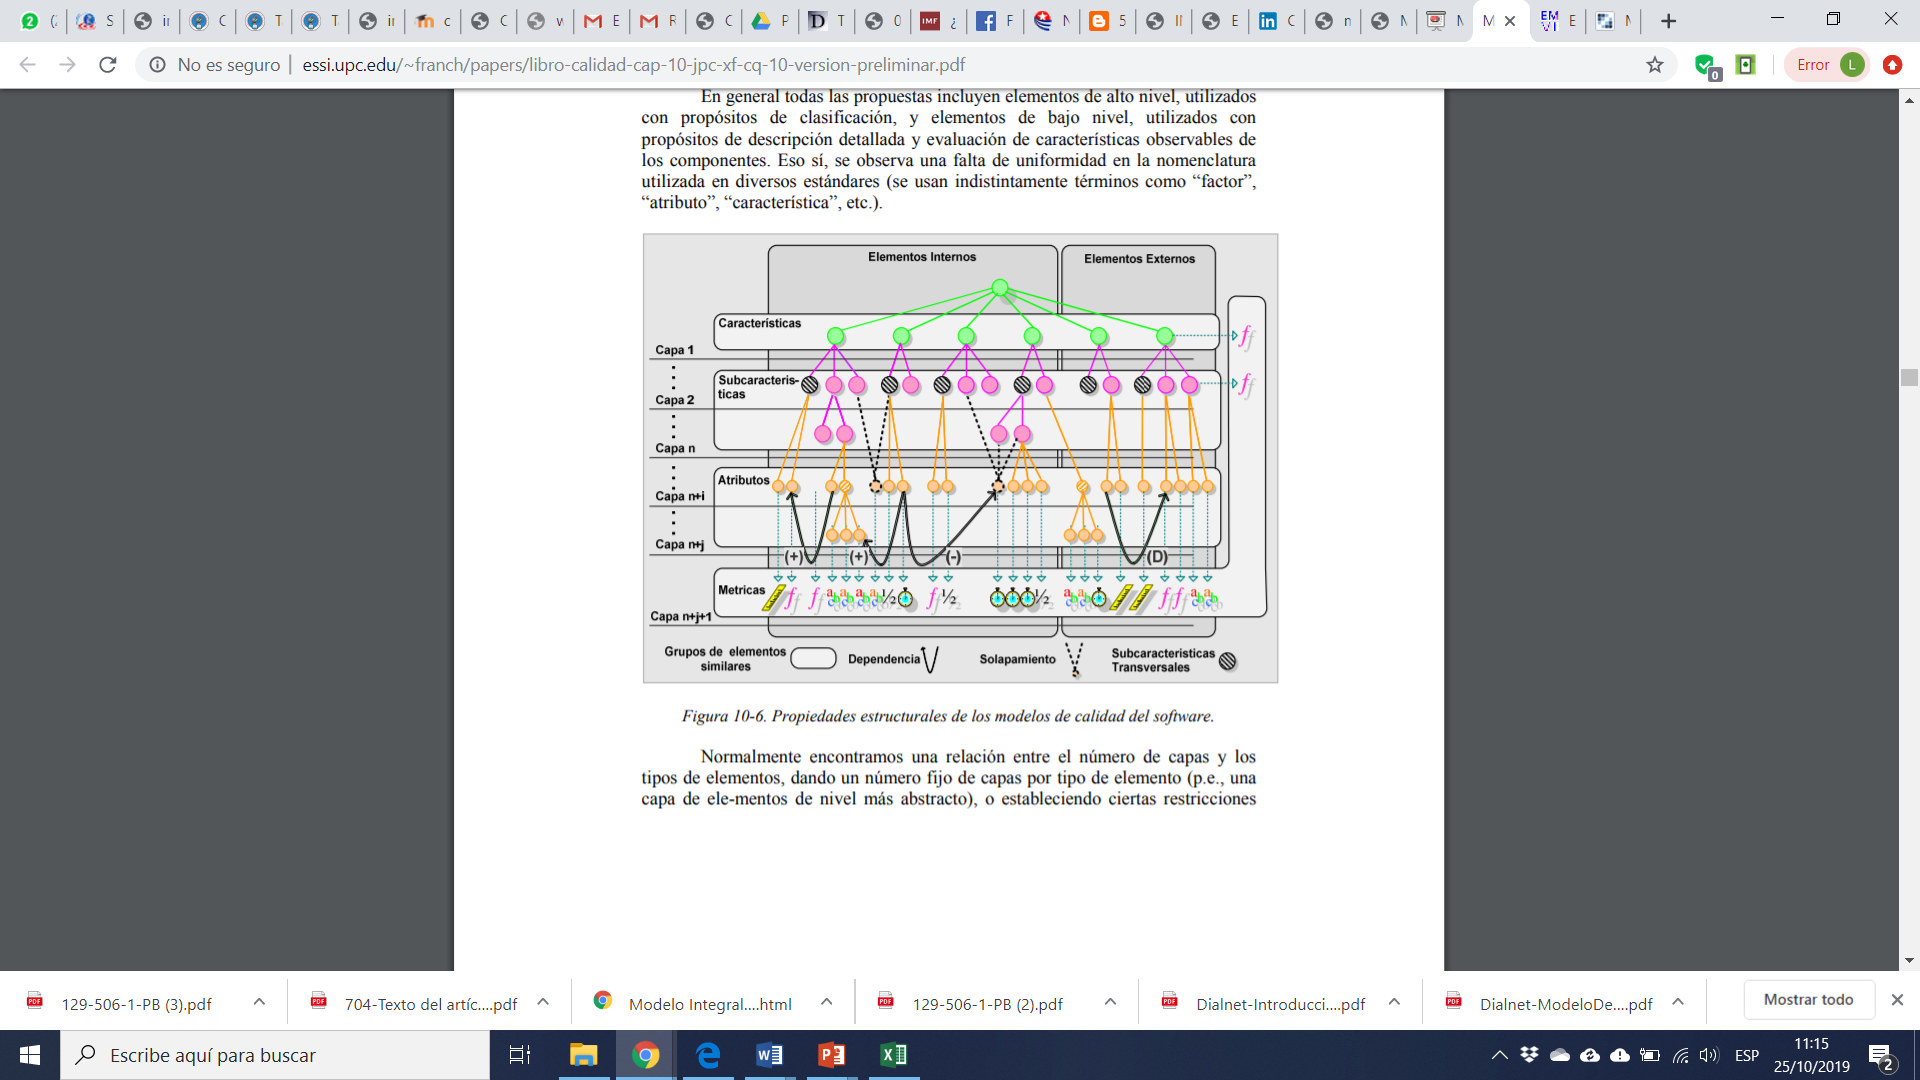 No es seguro | essi.upc.edu/~franch/papers/libro-calidad-cap-10-jpc-xf-cq-10-version-preliminar.pdf
Error L
En general todas las propuestas incluyen elementos de alto nivel, utilizados
con propósitos de clasificación, y elementos de bajo nivel, utilizados con
propósitos de descripción detallada y evaluación de características observables de
los componentes. Eso sí, se observa una falta de uniformidad en la nomenclatura
utilizada en diversos estándares (se usan indistintamente términos como “factor”,
“atributo”, “característica”, etc.).
Elementos Internos
Elementos Externos
Características
Capa 1
Subcaracterís-
ticas
Capa 2
Capa n
Atributos
Capa n+i
Capa n+j
(+) (+) (-) (D)
Metricas
Capa n+j+1
Grupos de elementos
similares
Dependencia
Solapamiento
Subcaracteristicas
Transversales
Figura 10-6. Propiedades estructurales de los modelos de calidad del software.
Normalmente encontramos una relación entre el número de capas y los
tipos de elementos, dando un número fijo de capas por tipo de elemento (p.e., una
capa de ele-mentos de nivel más abstracto), o estableciendo ciertas restricciones
129-506-1-PB (3).pdf
704-Texto del artíc....pdf
Modelo Integral....html
129-506-1-PB (2).pdf
Dialnet-Introducci....pdf
Dialnet-ModeloDe....pdf
Mostrar todo
Escribe aquí para buscar
ESP
11:15
25/10/2019
2